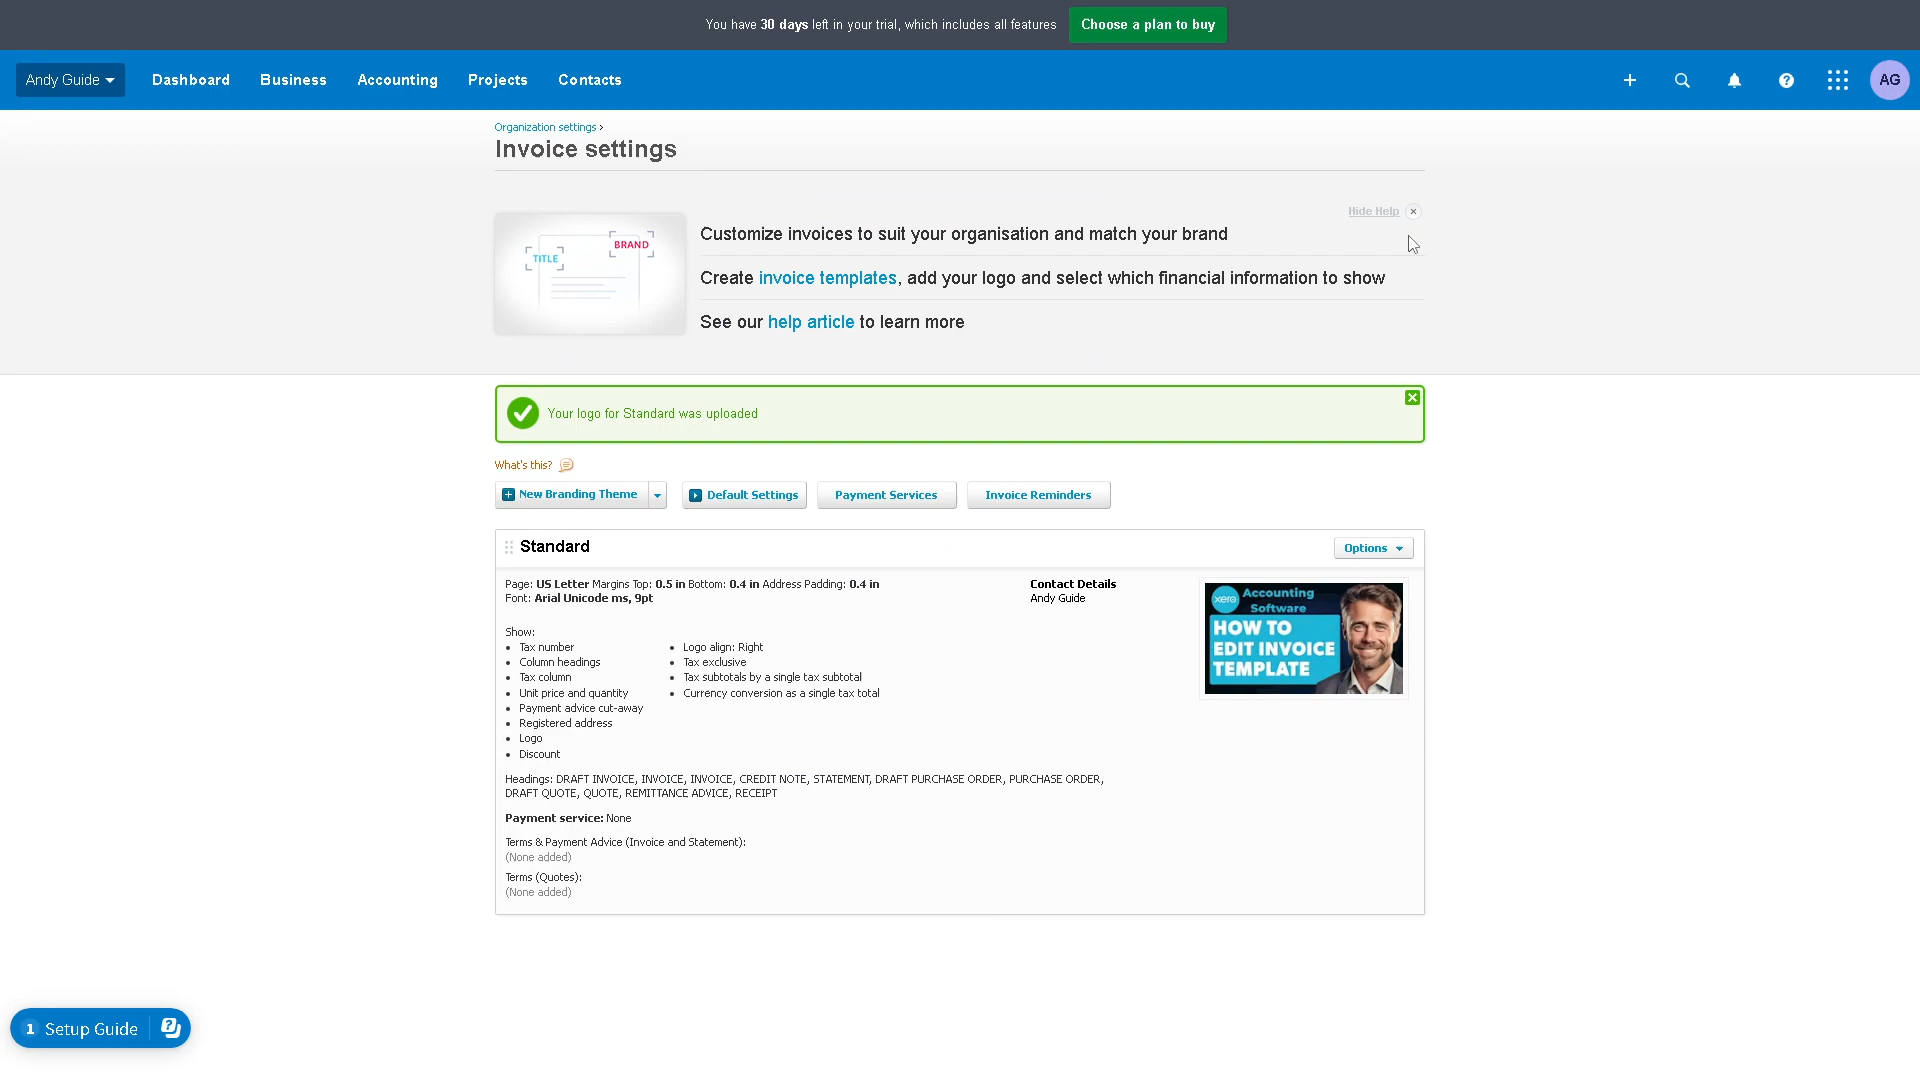 You have 30 days left in your trial, which includes all features
Choose a plan to buy
Andy Guide
Dashboard
Business
Accounting
Projects
Contacts
AG
Organization settings ›
Invoice settings
Hide Help
TITLE
BRAND
Customize invoices to suit your organisation and match your brand
Create invoice templates, add your logo and select which financial information to show
See our help article to learn more
Your logo for Standard was uploaded
What's this?
New Branding Theme
Default Settings
Payment Services
Invoice Reminders
Standard
Options
Page: US Letter Margins Top: 0.5 in Bottom: 0.4 in Address Padding: 0.4 in
Font: Arial Unicode ms, 9pt
Show:
• Tax number
• Column headings
• Tax column
• Unit price and quantity
• Payment advice cut-away
• Registered address
• Logo
• Discount
• Logo align: Right
• Tax exclusive
• Tax subtotals by a single tax subtotal
• Currency conversion as a single tax total
Headings: DRAFT INVOICE, INVOICE, INVOICE, CREDIT NOTE, STATEMENT, DRAFT PURCHASE ORDER, PURCHASE ORDER,
DRAFT QUOTE, QUOTE, REMITTANCE ADVICE, RECEIPT
Payment service: None
Terms & Payment Advice (Invoice and Statement):
(None added)
Terms (Quotes):
(None added)
Contact Details
Andy Guide
xero
Accounting
Software
HOW TO
EDIT INVOICE
TEMPLATE
1 Setup Guide